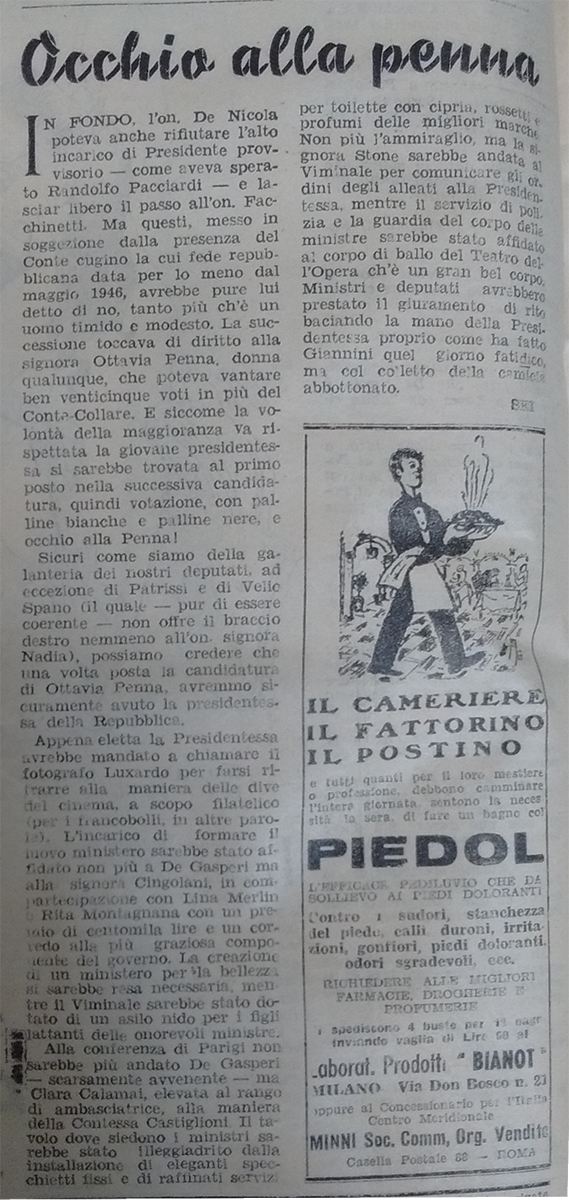 Occhio alla penna
IN FONDO, l'on. De Nicola
poteva anche rifiutare l'alto
incarico di Presidente prov-
visorio — come aveva spera-
to Randolfo Pacciardi — e la-
sciar libero il passo all'on. Fac-
chinetti. Ma questi, messo in
soggezione dalla presenza del
Conte cugino la cui fede repub-
blicana data per lo meno dal
maggio 1946, avrebbe pure lui
detto di no, tanto più ch'è un
uomo timido e modesto. La suc-
cessione toccava di diritto alla
signora Ottavia Penna, donna
qualunque, che poteva vantare
ben venticinque voti in più del
Conte-Collare. E siccome la vo-
lontà della maggioranza va ri-
spettata la giovane presidentes-
sa si sarebbe trovata al primo
posto nella successiva candida-
tura, quindi votazione, con pal-
line bianche e palline nere, e
occhio alla Penna!
Sicuri come siamo della ga-
lanteria dei nostri deputati, ad
eccezione di Patrissi e di Velio
Spano (il quale — pur di essere
coerente — non offre il braccio
destro nemmeno all'on. signora
Nadia), possiamo credere che
una volta posta la candidatura
di Ottavia Penna, avremmo si-
curamente avuto la presidentes-
sa della Repubblica.
Appena eletta la Presidentessa
avrebbe mandato a chiamare il
fotografo Luxardo per farsi ri-
trarre alla maniera delle dive
del cinema, a scopo filatelico
(per i francobolli, in altre paro-
le). L'incarico di formare il
nuovo ministero sarebbe stato af-
fidato non più a De Gasperi ma
alla signora Cingolani, in com-
partecipazione con Lina Merlin
e Rita Montagnana con un pre-
mio di centomila lire e un cor-
redo alla più graziosa compo-
nente del governo. La creazione
di un ministero per la bellezza
si sarebbe resa necessaria, men-
tre il Viminale sarebbe stato do-
tato di un asilo nido per i figli
lattanti delle onorevoli ministre.
Alla conferenza di Parigi non
sarebbe più andato De Gasperi
— scarsamente avvenente — ma
Clara Calamai, elevata al rango
di ambasciatrice, alla maniera
della Contessa Castiglioni. Il ta-
volo dove siedono i ministri sa-
rebbe stato illeggiadrito dalla
installazione di eleganti spec-
chietti fissi e di raffinati servizi
per toilette con cipria, rossetti e
profumi delle migliori marche
Non più l'ammiraglio, ma la si-
gnora Stone sarebbe andata al
Viminale per comunicare gli or-
dini degli alleati alla Presiden-
tessa, mentre il servizio di poli-
zia e la guardia del corpo delle
ministre sarebbe stato affidato
al corpo di ballo del Teatro del-
l'Opera ch'è un gran bel corpo.
Ministri e deputati avrebbero
prestato il giuramento di rito
baciando la mano della Presi-
dentessa proprio come ha fatto
Giannini quel giorno fatidico,
ma col colletto della camicia
abbottonato.
IL CAMERIERE
IL FATTORINO
IL POSTINO
e tutti quanti per il loro mestiere
o professione, debbono camminare
l'intera giornata, sentono la neces
sità la sera, di fare un bagno col
PIEDOL
L'EFFICACE PEDILUVIO CHE DA
SOLLIEVO AI PIEDI DOLORANTI
Contro i sudori, stanchezza
del piede, calli duroni, irrita-
zioni, gonfiori, piedi doloranti,
odori sgradevoli, ecc.
RICHIEDERE ALLE MIGLIORI
FARMACIE, DROGHERIE E
PROFUMERIE
i spediscono 4 buste per
inviando vaglia di Lire
Laborat. Prodotti "BIANOT"
MILANO Via Don Bosco n. 21
oppure al Concessionario per l'Italia
Centro Meridionale
MINNI Soc. Comm, Org. Vendite
Casella Postale 68 — ROMA